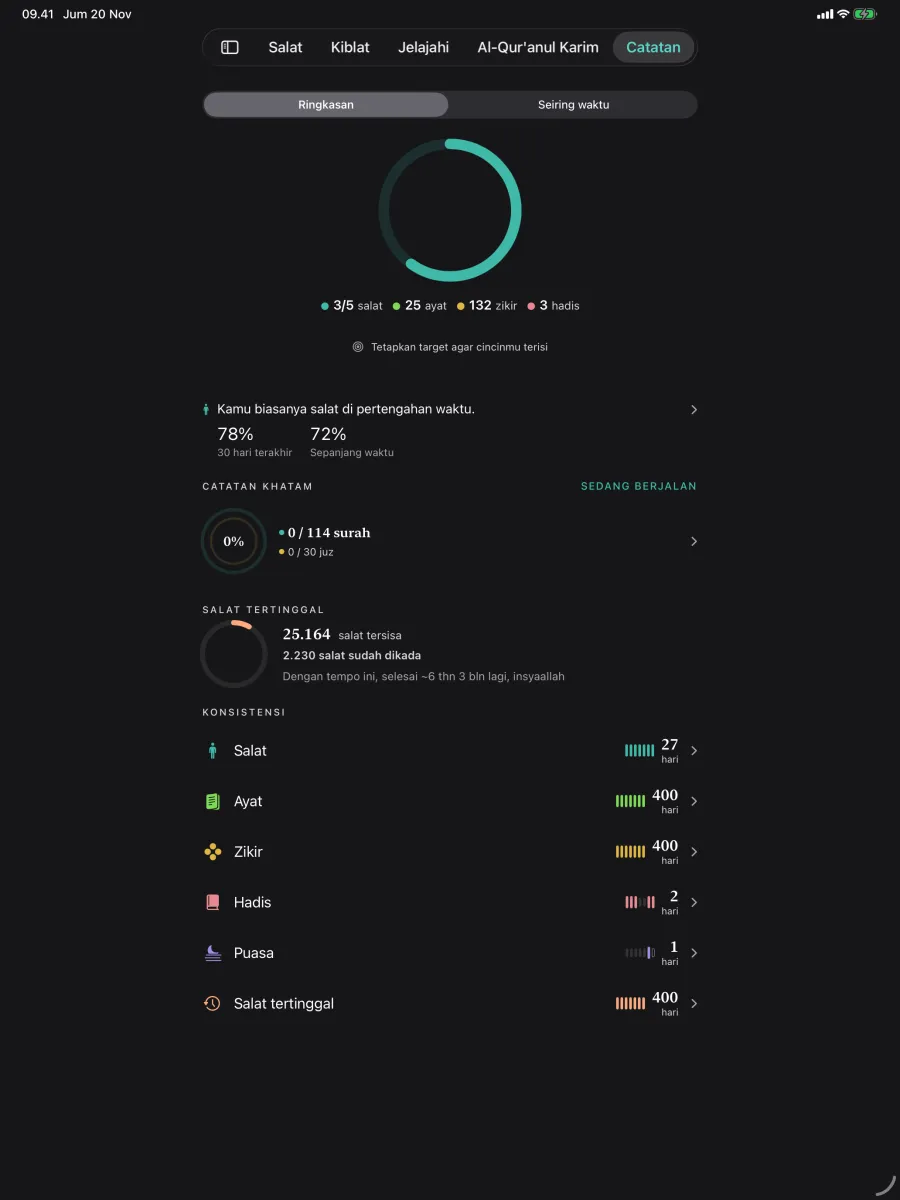 09.41 Jum 20 Nov
Salat Kiblat Jelajahi Al-Qur'anul Karim Catatan
Ringkasan Seiring waktu
3/5 salat 25 ayat 132 zikir 3 hadis
Tetapkan target agar cincinmu terisi
Kamu biasanya salat di pertengahan waktu.
78% 72%
30 hari terakhir Sepanjang waktu
CATATAN KHATAM SEDANG BERJALAN
0% 0 / 114 surah
0 / 30 juz
SALAT TERTINGGAL
25.164 salat tersisa
2.230 salat sudah dikada
Dengan tempo ini, selesai ~6 thn 3 bln lagi, insyaallah
KONSISTENSI
Salat 27 hari
Ayat 400 hari
Zikir 400 hari
Hadis 2 hari
Puasa 1 hari
Salat tertinggal 400 hari